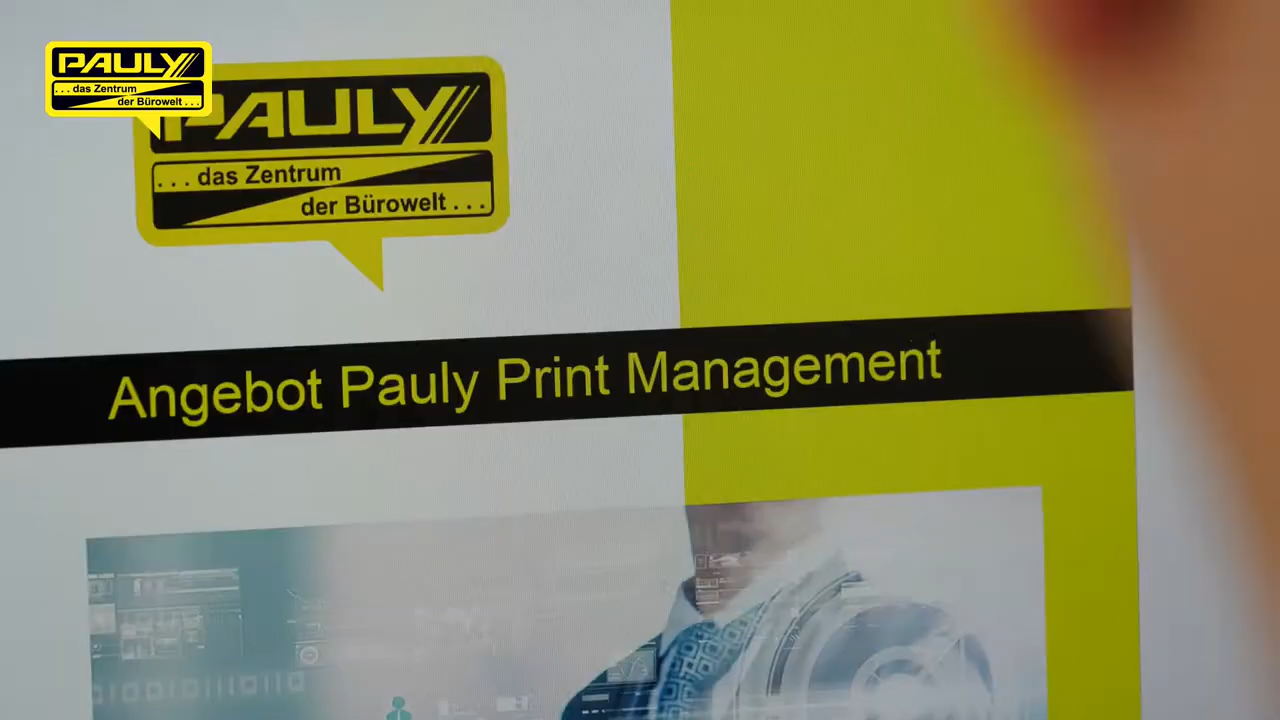 PAULY
...das Zentrum
der Bürowelt...
PAULY
...das Zentrum
der Bürowelt...
Angebot Pauly Print Management